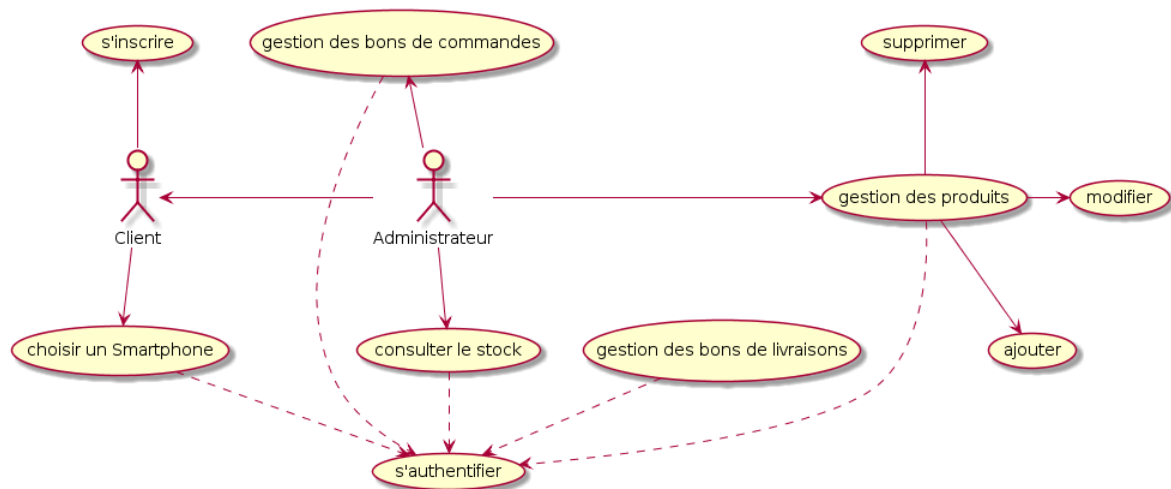 s'inscrire
gestion des bons de commandes
supprimer
gestion des produits
modifier
Client
Administrateur
choisir un Smartphone
consulter le stock
gestion des bons de livraisons
ajouter
s'authentifier